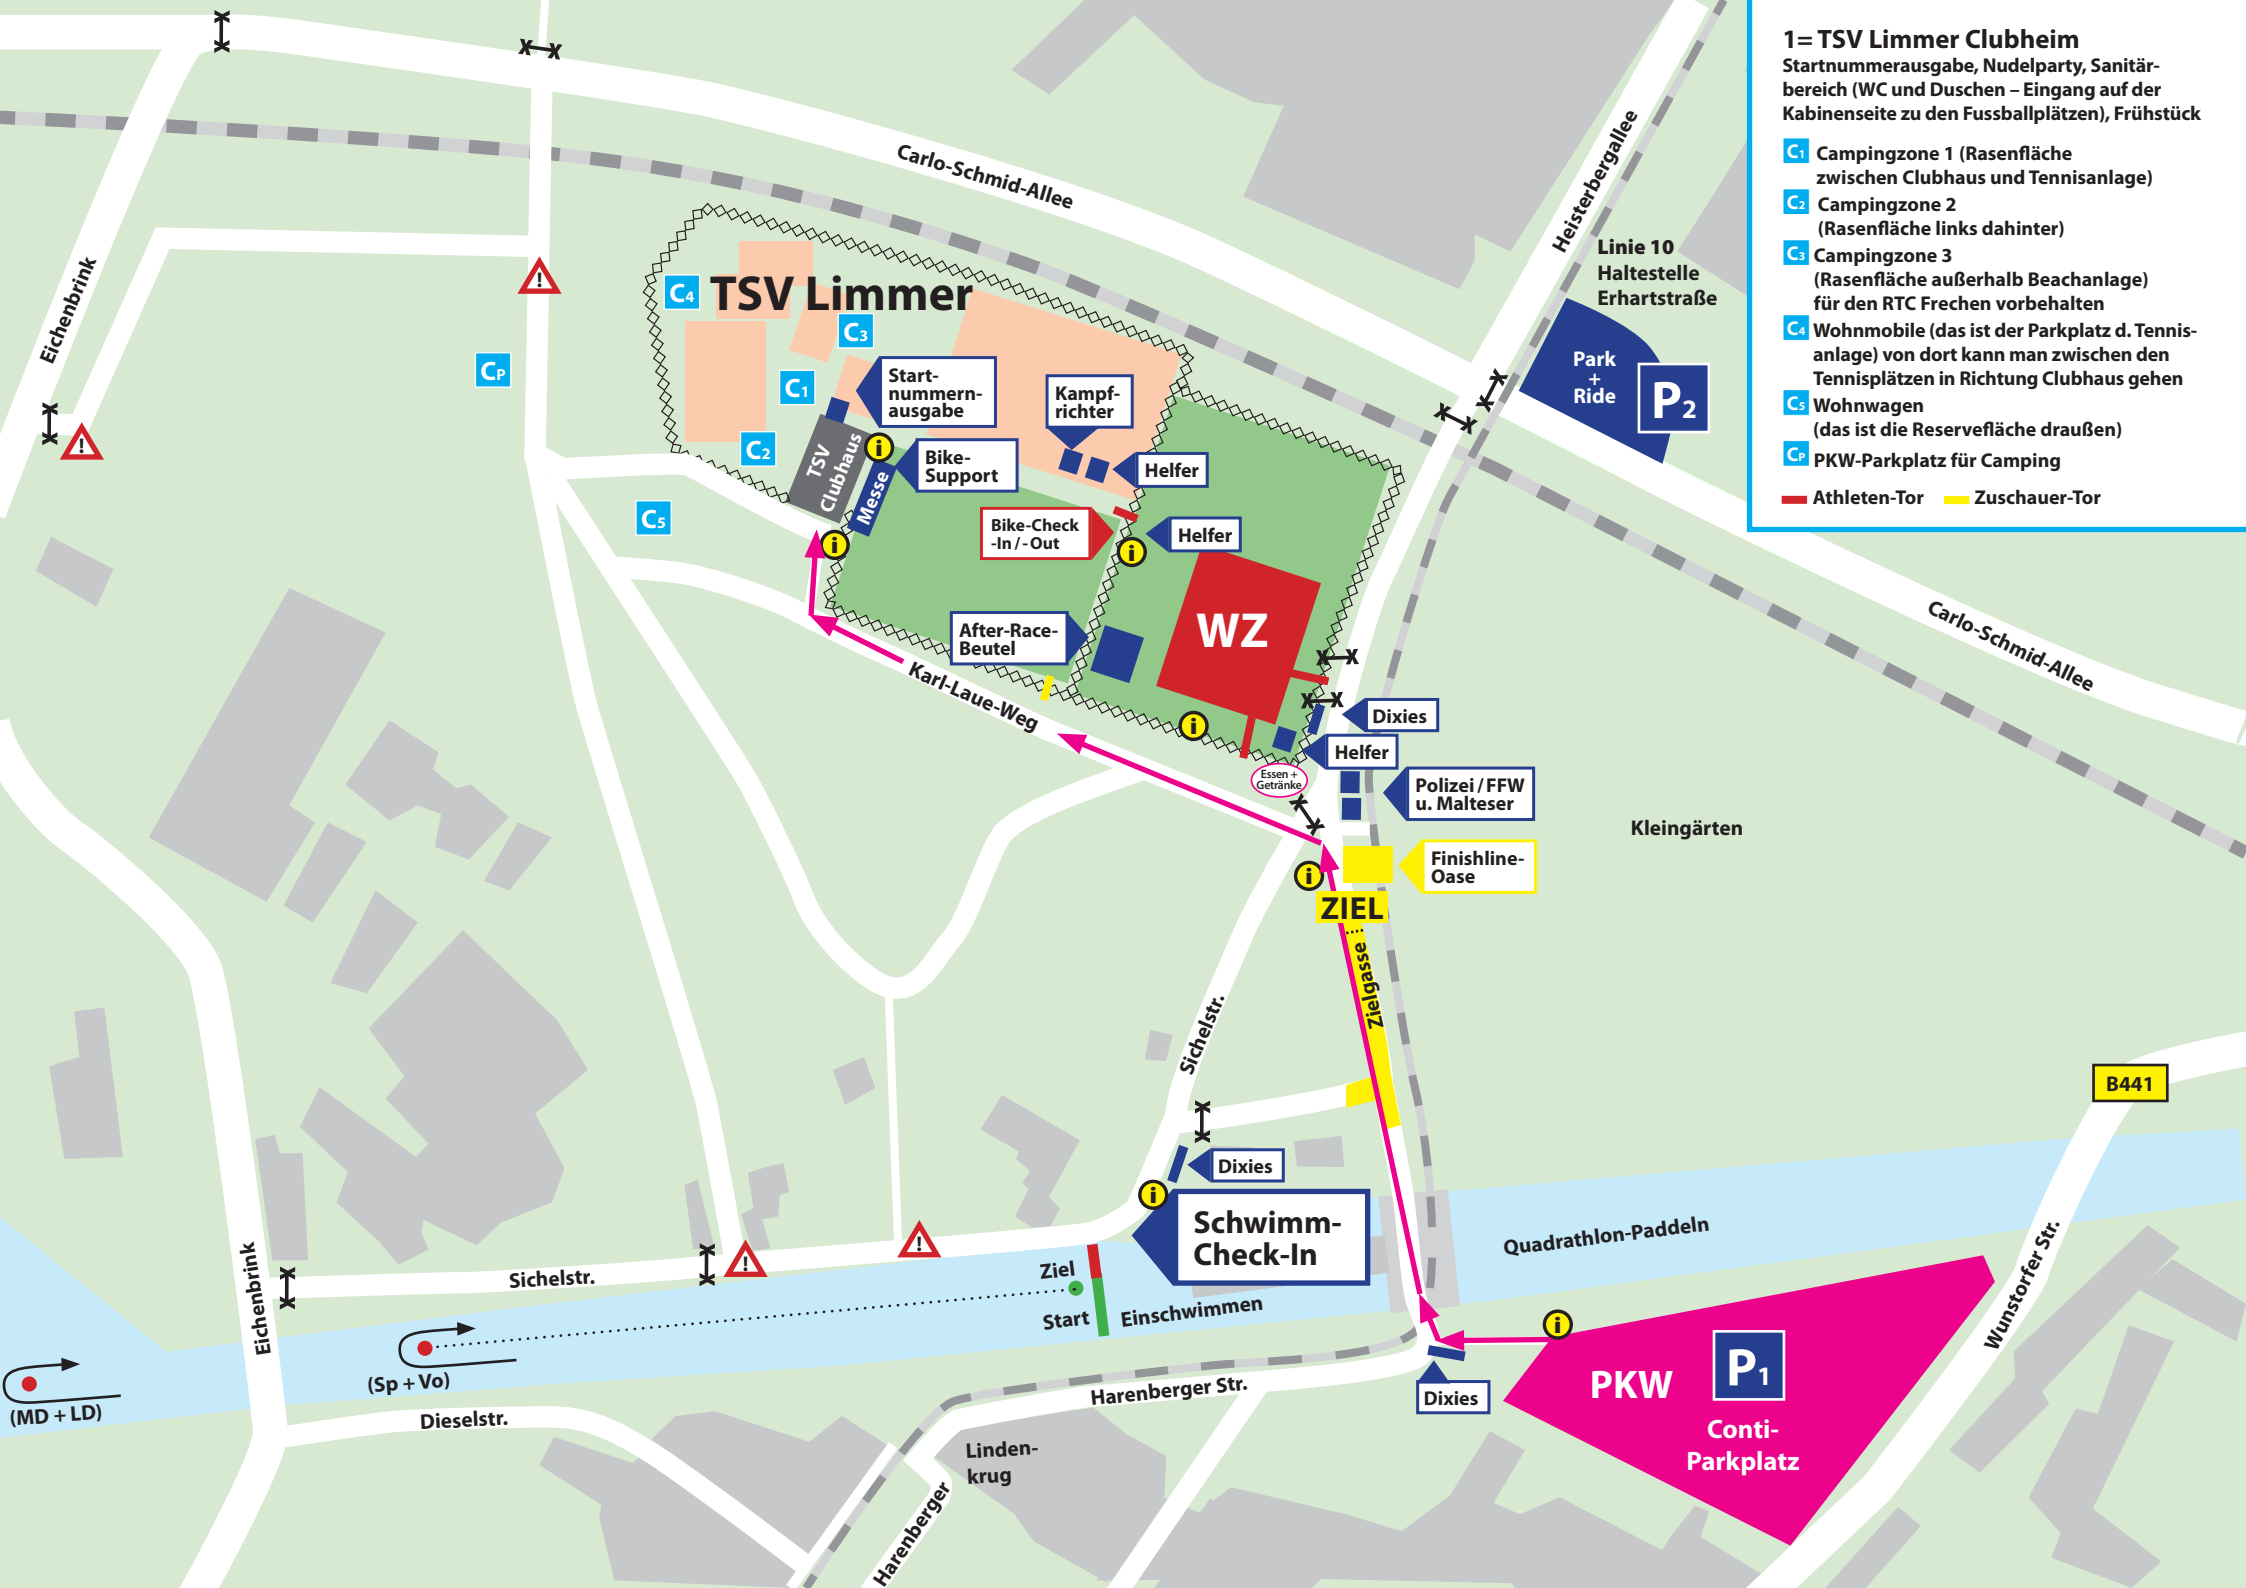 1= TSV Limmer Clubheim
Startnummerausgabe, Nudelparty, Sanitär-
bereich (WC und Duschen – Eingang auf der
Kabinenseite zu den Fussballplätzen), Frühstück
C1 Campingzone 1 (Rasenfläche
zwischen Clubhaus und Tennisanlage)
C2 Campingzone 2
(Rasenfläche links dahinter)
C3 Campingzone 3
(Rasenfläche außerhalb Beachanlage)
für den RTC Frechen vorbehalten
C4 Wohnmobile (das ist der Parkplatz d. Tennis-
anlage) von dort kann man zwischen den
Tennisplätzen in Richtung Clubhaus gehen
C5 Wohnwagen
(das ist die Reservefläche draußen)
CP PKW-Parkplatz für Camping
Athleten-Tor
Zuschauer-Tor
Carlo-Schmid-Allee
Heisterbergallee
Linie 10
Haltestelle
Erhartstraße
Park
+
Ride
P2
Eichenbrink
!
!
CP
C4
TSV Limmer
C3
C1
C2
C5
Start-
nummern-
ausgabe
Kampf-
richter
TSV
Clubhaus
i
Messe
Bike-
Support
Helfer
i
Bike-Check
-In / -Out
Helfer
i
WZ
After-Race-
Beutel
Karl-Laue-Weg
i
Dixies
Helfer
Essen +
Getränke
Polizei / FFW
u. Malteser
Kleingärten
Carlo-Schmid-Allee
Finishline-
Oase
i
ZIEL
Zielgasse
Sichelstr.
B441
Dixies
i
Schwimm-
Check-In
Quadrathlon-Paddeln
Wunstorfer Str.
Eichenbrink
Sichelstr.
!
!
Ziel
Start
Einschwimmen
(Sp + Vo)
(MD + LD)
Dieselstr.
Harenberger Str.
i
Dixies
PKW
P1
Conti-
Parkplatz
Linden-
krug
Harenberger